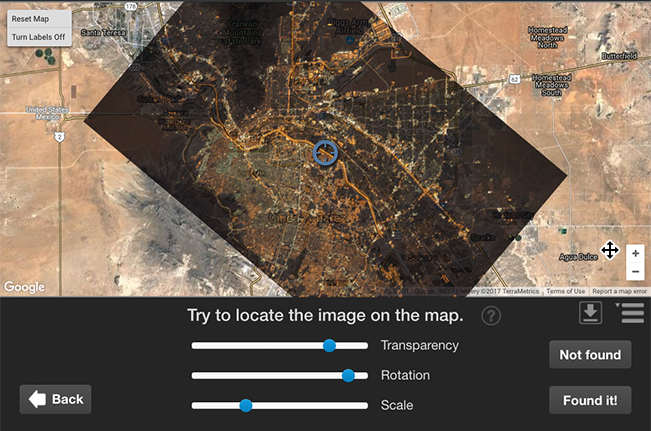 Reset Map
Turn Labels Off
178
Santa Teresa
Homestead
Meadows
North
Butterfield
62
Homestead
Meadows
South
United States
Mexico
2
Agua Dulce
+
−
Google
©2017 TerraMetrics
Terms of Use
Report a map error
Try to locate the image on the map.
?
Transparency
Rotation
Scale
Not found
Back
Found it!